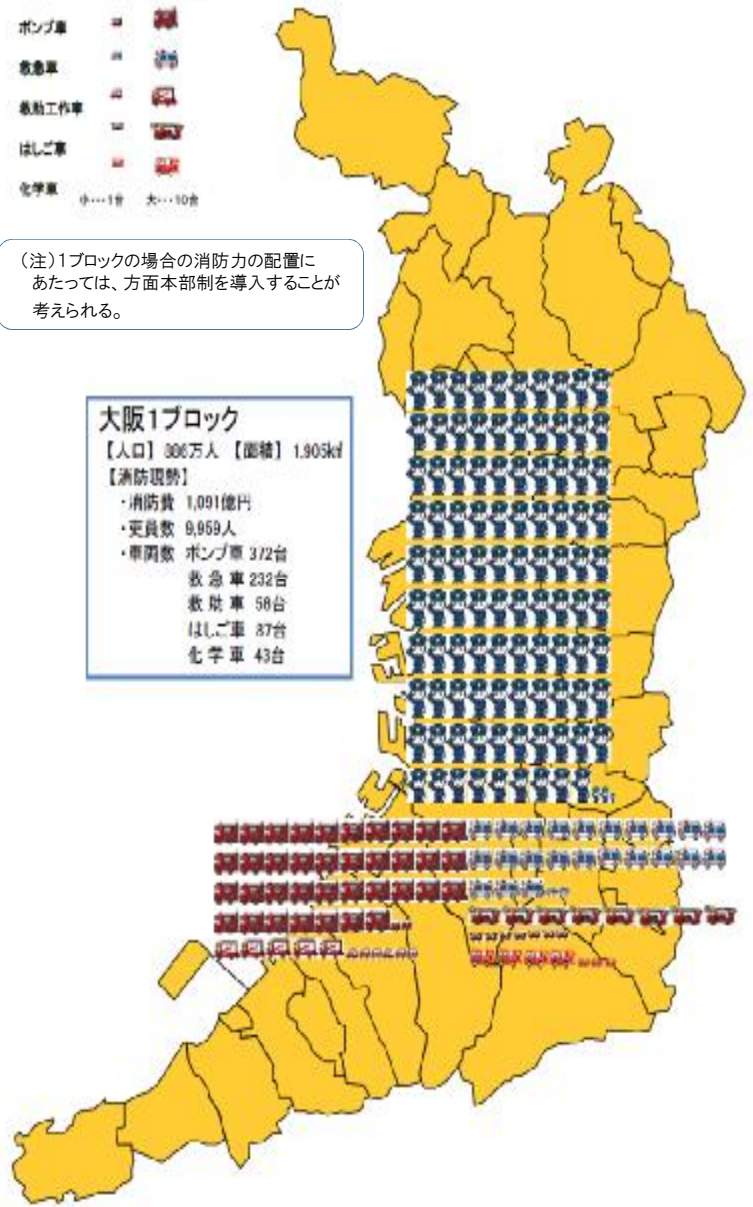 ポンプ車
救急車
救助工作車
はしご車
化学車
小…1台 大…10台
(注)1ブロックの場合の消防力の配置に
あたっては、方面本部制を導入することが
考えられる。
大阪1ブロック
【人口】 886万人 【面積】 1,905k㎡
【消防現勢】
・消防費 1,091億円
・吏員数 9,959人
・車両数 ポンプ車 372台
救急車 232台
救助車 58台
はしご車 87台
化学車 43台